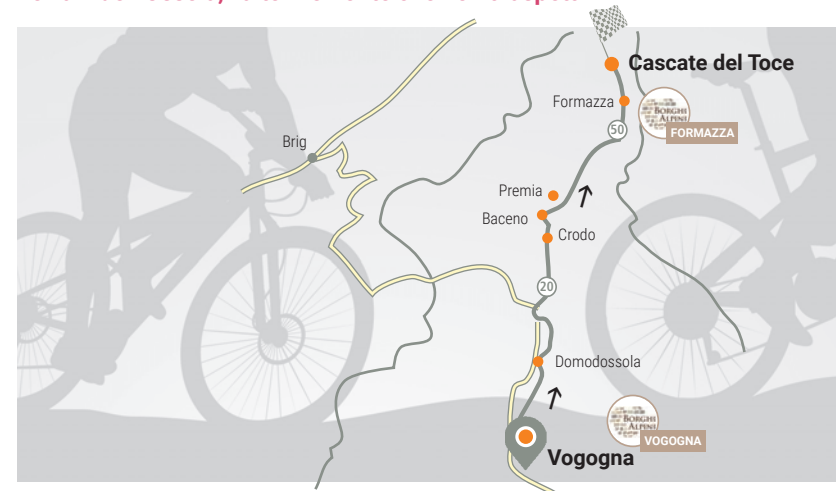 Cascate del Toce
Formazza
BORGHI
ALPINI
FORMAZZA
50
Brig
Premia
Baceno
Crodo
20
Domodossola
BORGHI
ALPINI
VOGOGNA
Vogogna